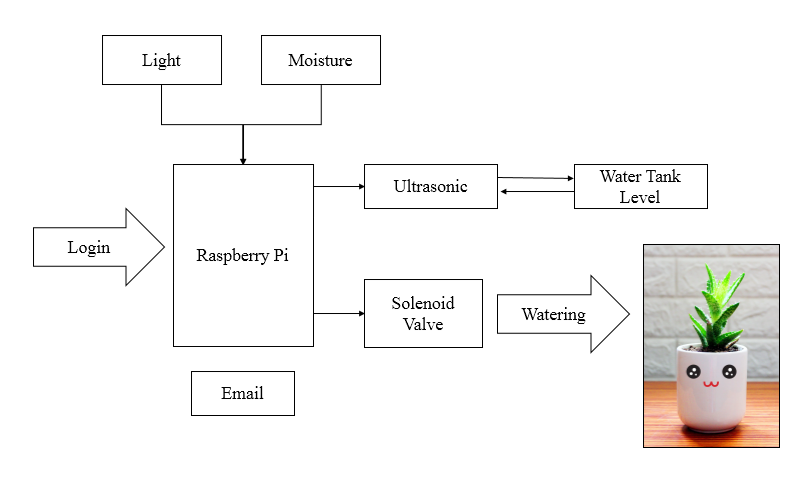 Light
Moisture
Ultrasonic
Water Tank
Level
Login
Raspberry Pi
Solenoid
Valve
Watering
Email